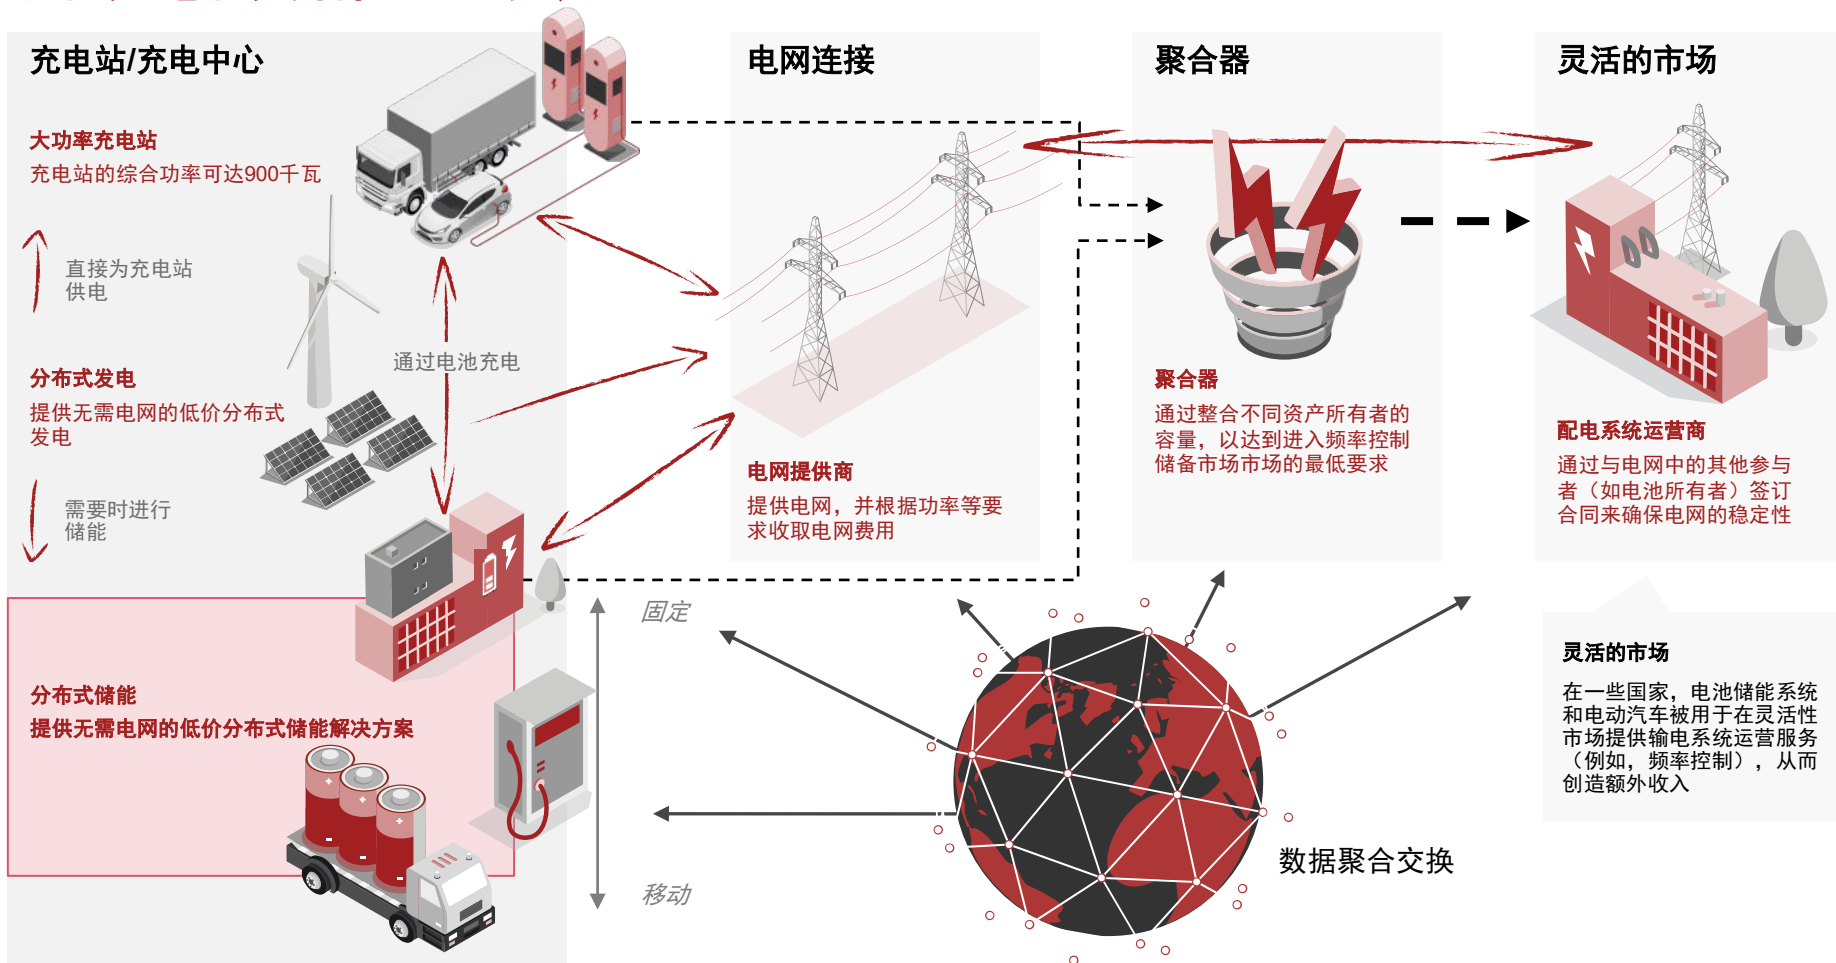 充电站/充电中心
大功率充电站
充电站的综合功率可达900千瓦
直接为充电站
供电
通过电池充电
分布式发电
提供无需电网的低价分布式
发电
需要时进行
储能
分布式储能
提供无需电网的低价分布式储能解决方案
固定
移动
电网连接
电网提供商
提供电网，并根据功率等要
求收取电网费用
聚合器
聚合器
通过整合不同资产所有者的
容量，以达到进入频率控制
储备市场市场的最低要求
灵活的市场
配电系统运营商
通过与电网中的其他参与
者（如电池所有者）签订
合同来确保电网的稳定性
灵活的市场
在一些国家，电池储能系统
和电动汽车被用于在灵活性
市场提供输电系统运营服务
（例如，频率控制），从而
创造额外收入
数据聚合交换